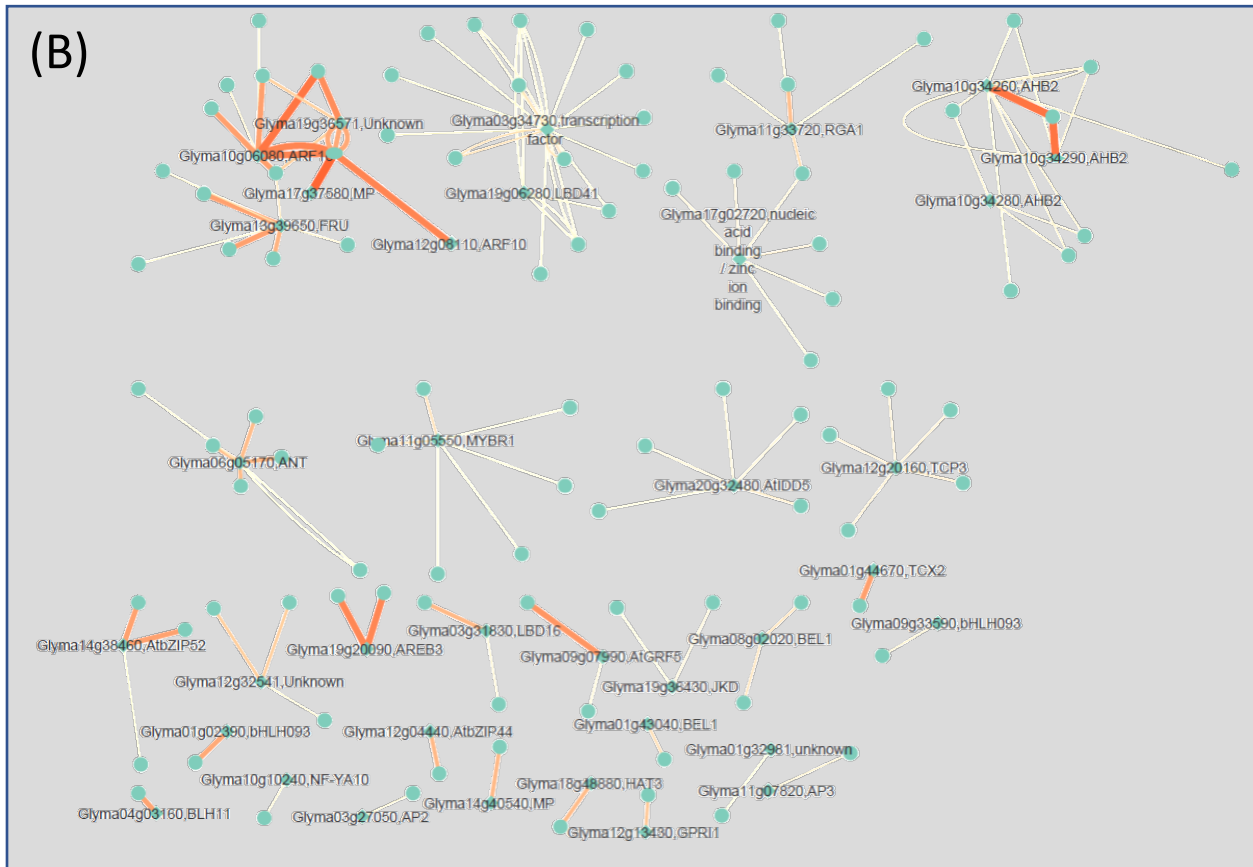 (B)
Glyma10g34260,AHB2
Glyma19g36571,Unknown
Glyma03g34730,transcription
factor
Glyma11g33720,RGA1
Glyma10g06080,ARF16
Glyma10g34290,AHB2
Glyma17g37580,MP
Glyma19g06280,LBD41
Glyma10g34280,AHB2
Glyma13g39650,FRU
Glyma12g08110,ARF10
Glyma17g02720,nucleic
acid
binding
/ zinc
ion
binding
Glyma11g05550,MYBR1
Glyma06g05170,ANT
Glyma20g32480,AtIDD5
Glyma12g20160,TCP3
Glyma01g44670,TCX2
Glyma09g33590,bHLH093
Glyma14g38460,AtbZIP52
Glyma19g20090,AREB3
Glyma03g31830,LBD16
Glyma09g07990,AtGRF5
Glyma08g02020,BEL1
Glyma12g32541,Unknown
Glyma19g36430,JKD
Glyma01g02390,bHLH093
Glyma12g04440,AtbZIP44
Glyma01g43040,BEL1
Glyma01g32981,unknown
Glyma10g10240,NF-YA10
Glyma18g48880,HAT3
Glyma11g07820,AP3
Glyma04g03160,BLH11
Glyma03g27050,AP2
Glyma14g40540,MP
Glyma12g13430,GPRI1